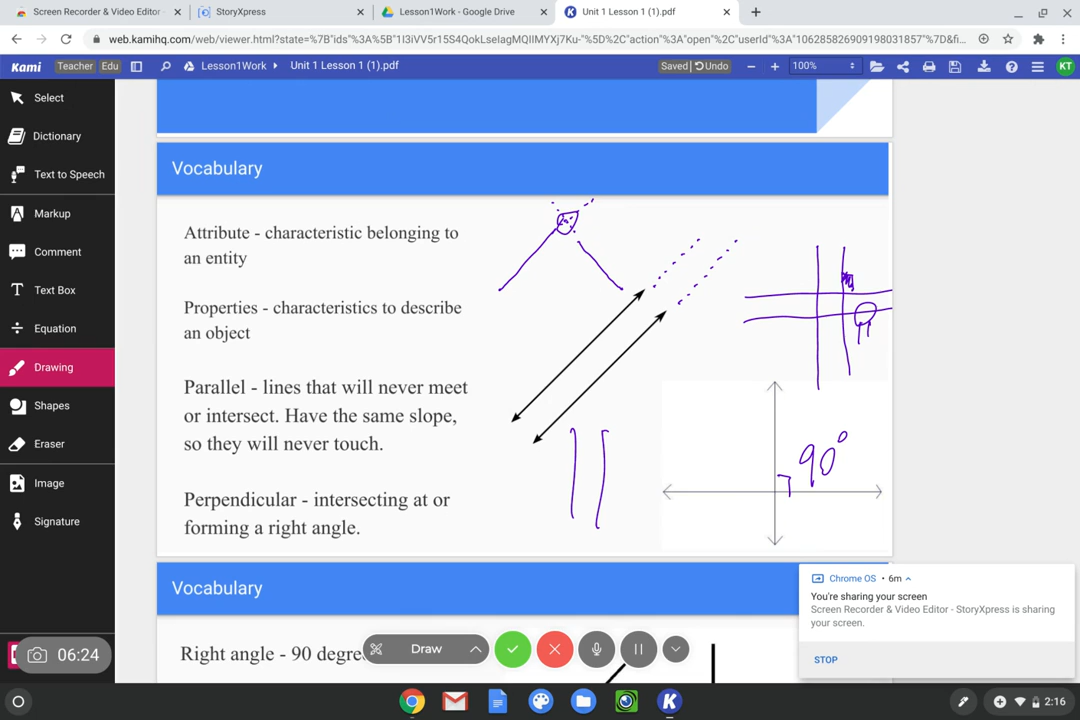 Screen Recorder & Video Editor -
StoryXpress
Lesson1Work - Google Drive
Unit 1 Lesson 1 (1).pdf
web.kamihq.com/web/viewer.html?state=%7B"ids"%3A%5B"1I3iVV5r15S4QokLseIagMQIIMYXj7Ku-"%5D%2C"action"%3A"open"%2C"userId"%3A"106285826909198031857"%7D&fi...
Kami
Teacher
Edu
Lesson1Work
Unit 1 Lesson 1 (1).pdf
Saved
Undo
100%
KT
Select
Dictionary
Text to Speech
Markup
Comment
Text Box
Equation
Drawing
Shapes
Eraser
Image
Signature
Vocabulary
Attribute - characteristic belonging to
an entity
Properties - characteristics to describe
an object
Parallel - lines that will never meet
or intersect. Have the same slope,
so they will never touch.
Perpendicular - intersecting at or
forming a right angle.
90°
Vocabulary
Right angle - 90 degre
Chrome OS • 6m
You're sharing your screen
Screen Recorder & Video Editor - StoryXpress is sharing
your screen.
STOP
06:24
Draw
2:16